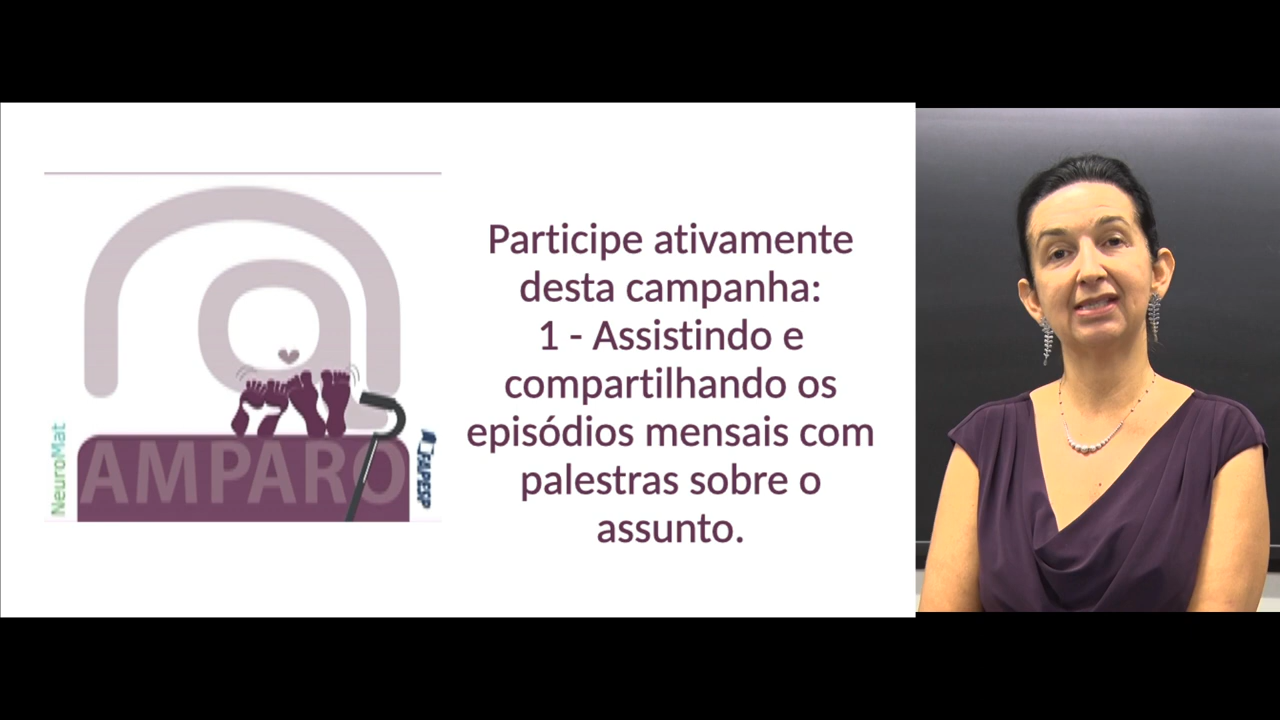 Participe ativamente
desta campanha:
1 - Assistindo e
compartilhando os
episódios mensais com
palestras sobre o
assunto.
NeuroMat
AMPARO
FAPESP